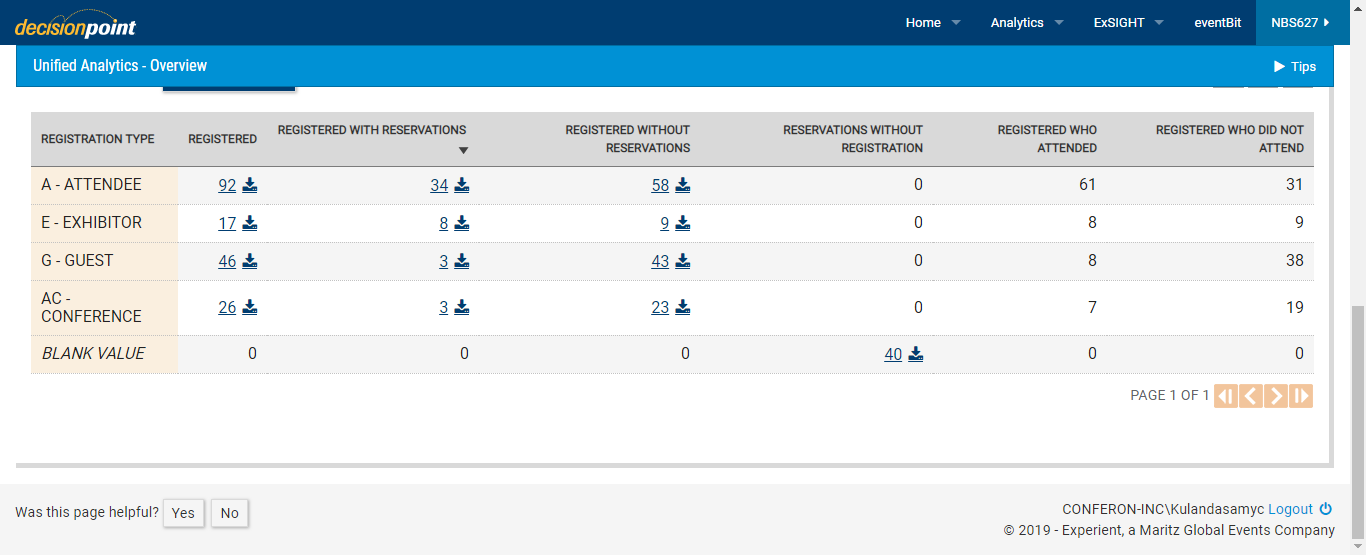 decisionpoint
Home Analytics ExSIGHT eventBit NBS627
Unified Analytics - Overview Tips
REGISTRATION TYPE REGISTERED REGISTERED WITH RESERVATIONS REGISTERED WITHOUT RESERVATIONS RESERVATIONS WITHOUT REGISTRATION REGISTERED WHO ATTENDED REGISTERED WHO DID NOT ATTEND
A - ATTENDEE 92 34 58 0 61 31
E - EXHIBITOR 17 8 9 0 8 9
G - GUEST 46 3 43 0 8 38
AC - CONFERENCE 26 3 23 0 7 19
BLANK VALUE 0 0 0 40 0 0
PAGE 1 OF 1
Was this page helpful? Yes No
CONFERON-INC\Kulandasamyc Logout
© 2019 - Experient, a Maritz Global Events Company